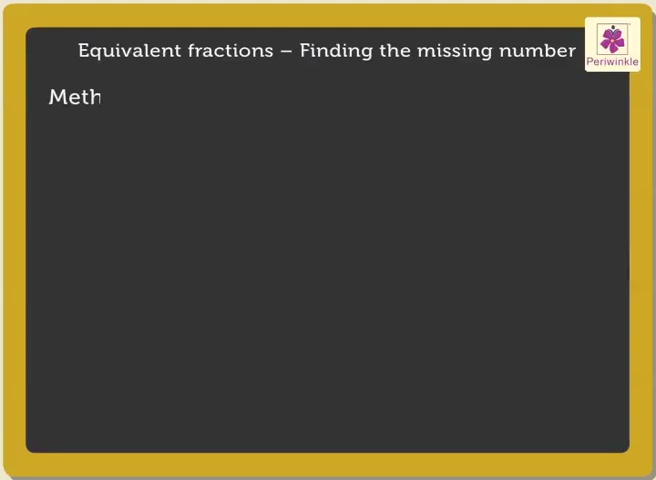 Equivalent fractions – Finding the missing number
Periwinkle
Meth